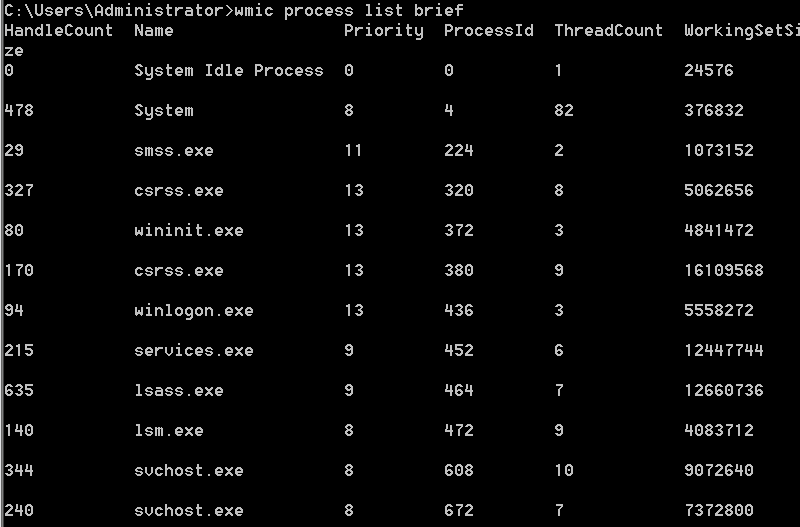 C:\Users\Administrator>wmic process list brief
HandleCount  Name                 Priority  ProcessId  ThreadCount  WorkingSetSi
ze
0            System Idle Process  0         0          1            24576
478          System               8         4          82           376832
29           smss.exe             11        224        2            1073152
327          csrss.exe            13        320        8            5062656
80           wininit.exe          13        372        3            4841472
170          csrss.exe            13        380        9            16109568
94           winlogon.exe         13        436        3            5558272
215          services.exe         9         452        6            12447744
635          lsass.exe            9         464        7            12660736
140          lsm.exe              8         472        9            4083712
344          svchost.exe          8         608        10           9072640
240          svchost.exe          8         672        7            7372800